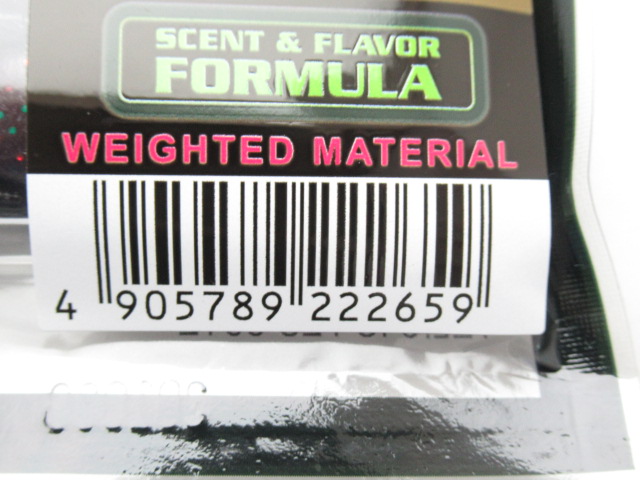 SCENT & FLAVOR
FORMULA
WEIGHTED MATERIAL
4 905789 222659